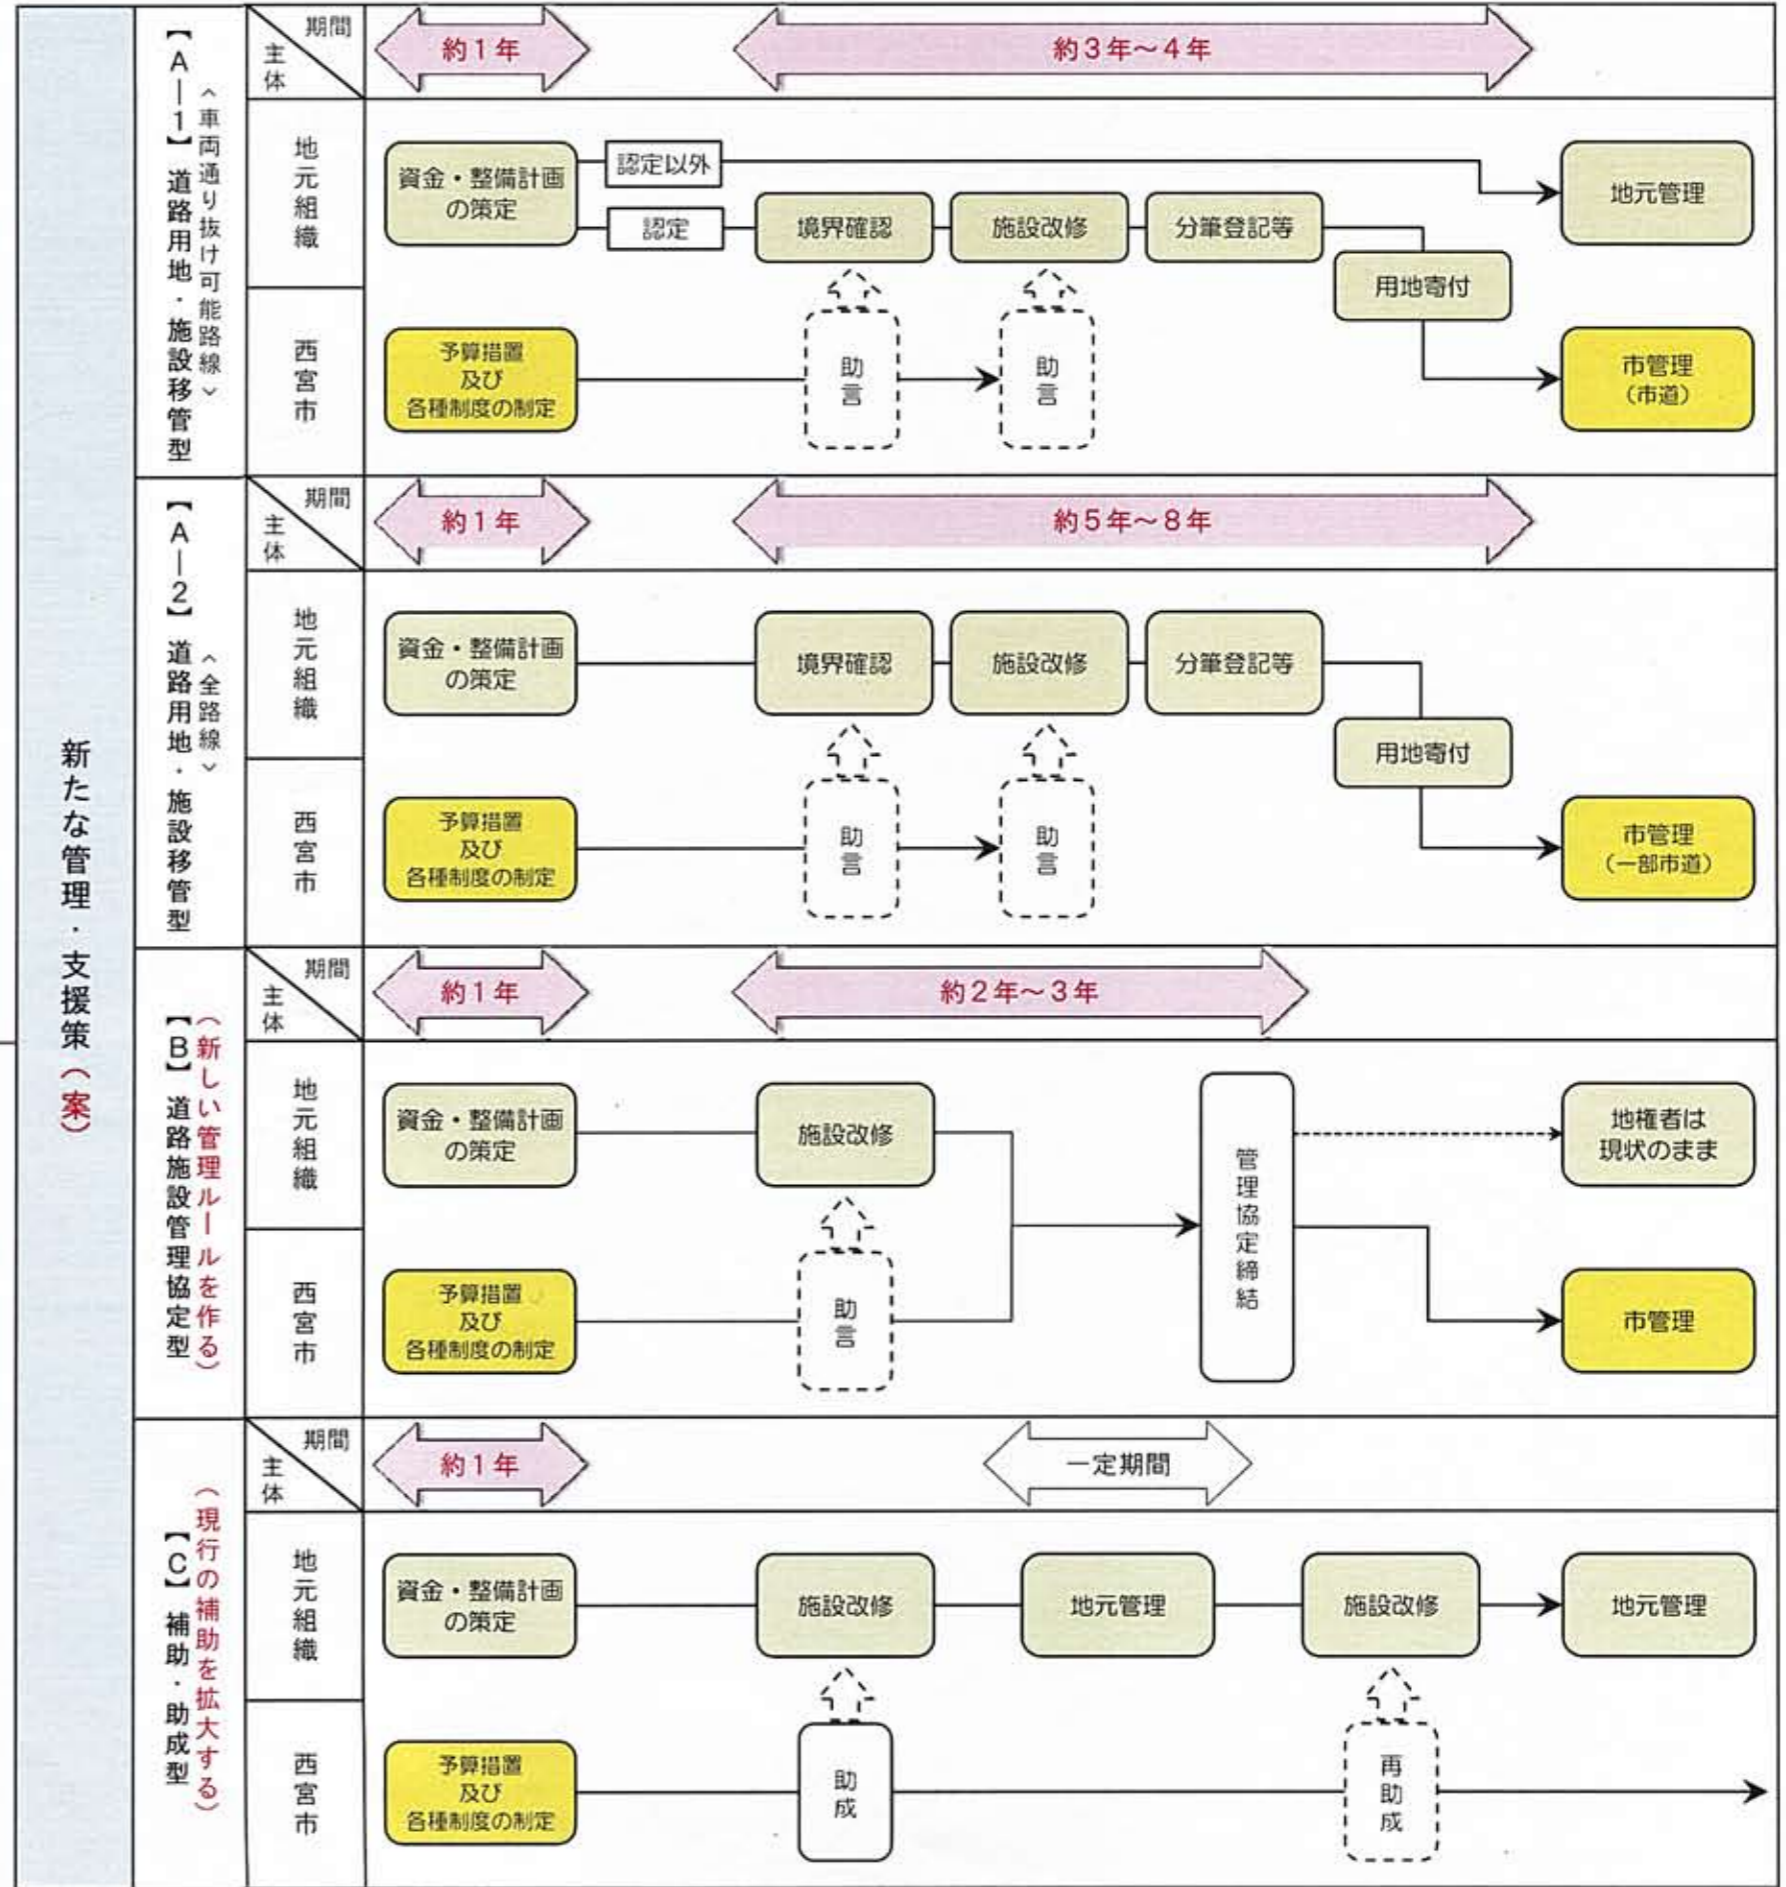 新たな管理・支援策（案）
【A―1】道路用地・施設移管型
＜車両通り抜け可能路線＞
期間
主体
約1年
約3年～4年
地元組織
資金・整備計画
の策定
認定以外
認定
境界確認
施設改修
分筆登記等
用地寄付
地元管理
西宮市
予算措置
及び
各種制度の制定
助言
助言
市管理
（市道）
【A―2】道路用地・施設移管型
＜全路線＞
期間
主体
約1年
約5年～8年
地元組織
資金・整備計画
の策定
境界確認
施設改修
分筆登記等
用地寄付
西宮市
予算措置
及び
各種制度の制定
助言
助言
市管理
（一部市道）
【B】道路施設管理協定型
（新しい管理ルールを作る）
期間
主体
約1年
約2年～3年
地元組織
資金・整備計画
の策定
施設改修
管理協定締結
地権者は
現状のまま
西宮市
予算措置
及び
各種制度の制定
助言
市管理
【C】補助・助成型
（現行の補助を拡大する）
期間
主体
約1年
一定期間
地元組織
資金・整備計画
の策定
施設改修
地元管理
施設改修
地元管理
西宮市
予算措置
及び
各種制度の制定
助成
再助成